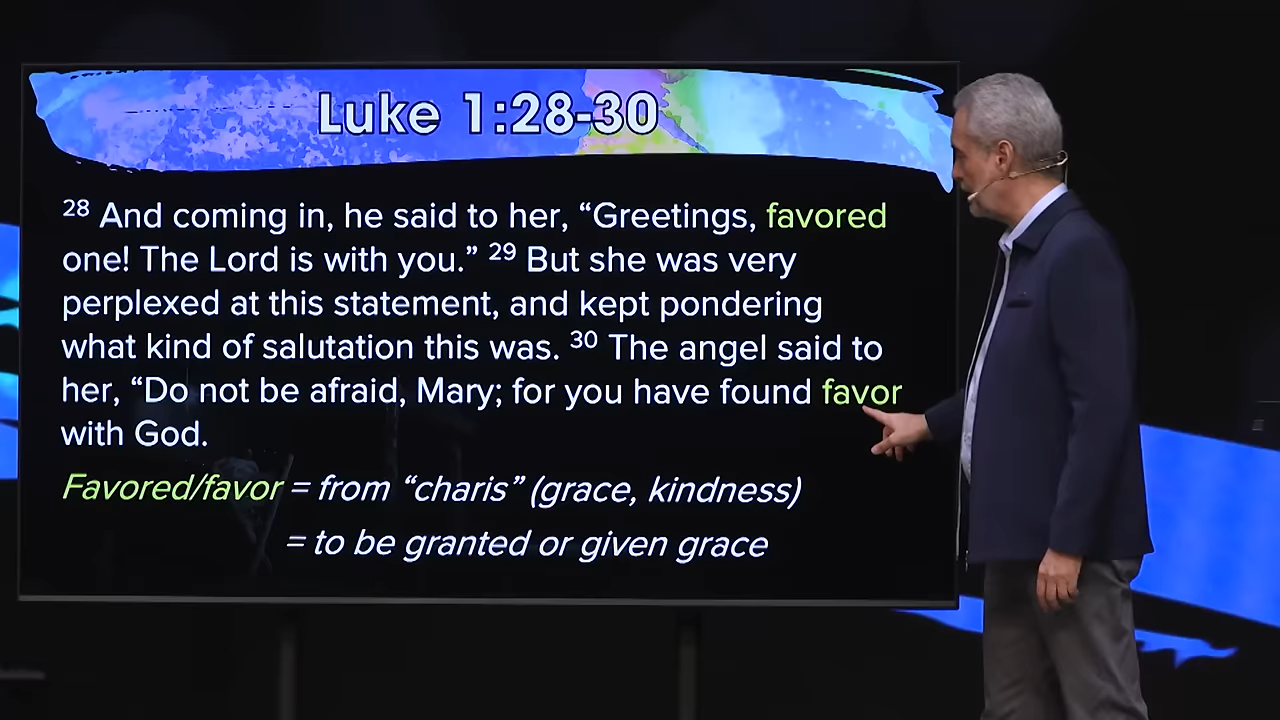 Luke 1:28-30
²⁸ And coming in, he said to her, “Greetings, favored
one! The Lord is with you.” ²⁹ But she was very
perplexed at this statement, and kept pondering
what kind of salutation this was. ³⁰ The angel said to
her, “Do not be afraid, Mary; for you have found favor
with God.
Favored/favor = from “charis” (grace, kindness)
= to be granted or given grace